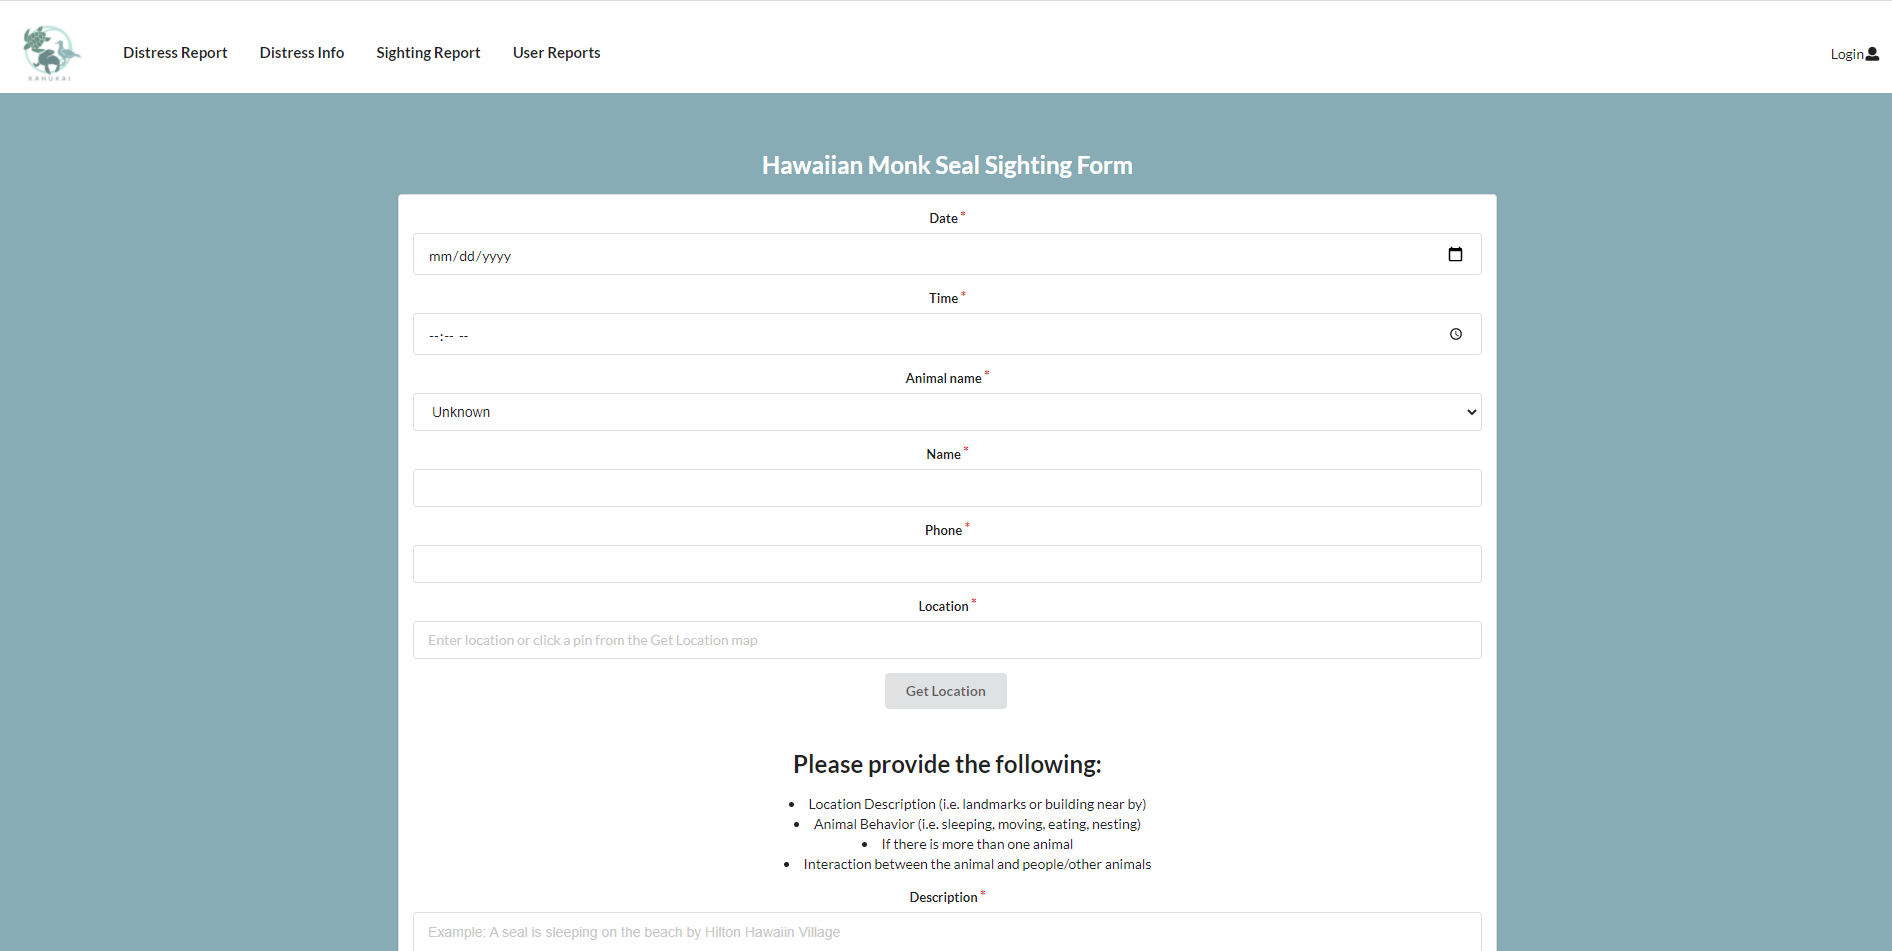 KAHUKAI
Distress Report
Distress Info
Sighting Report
User Reports
Login
Hawaiian Monk Seal Sighting Form
Date*
mm/dd/yyyy
Time*
--:-- --
Animal name*
Unknown
Name*
Phone*
Location*
Enter location or click a pin from the Get Location map
Get Location
Please provide the following:
• Location Description (i.e. landmarks or building near by)
• Animal Behavior (i.e. sleeping, moving, eating, nesting)
• If there is more than one animal
• Interaction between the animal and people/other animals
Description*
Example: A seal is sleeping on the beach by Hilton Hawaiin Village